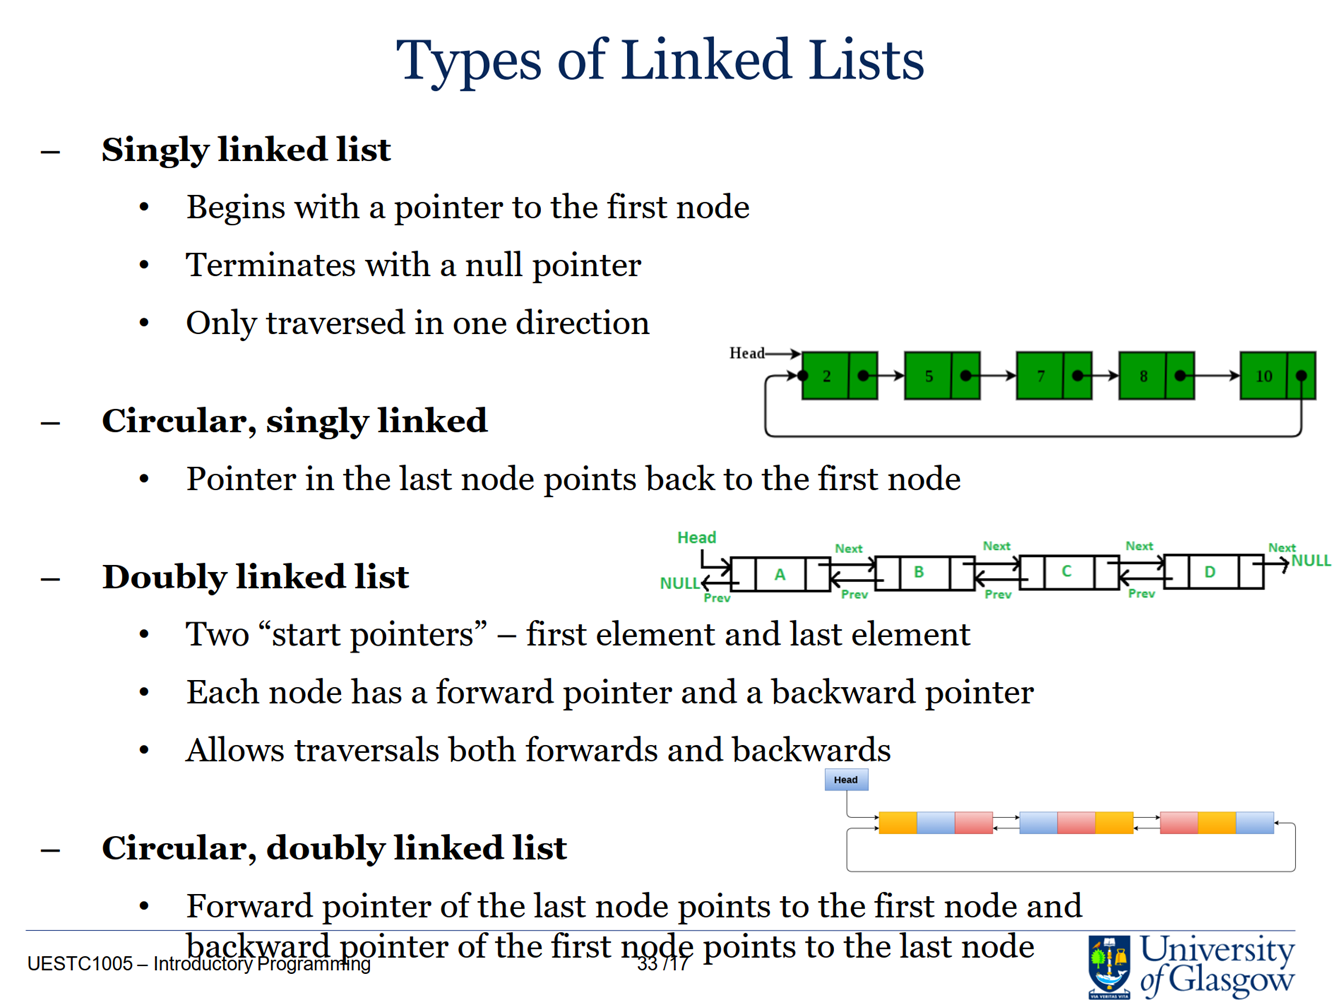 Types of Linked Lists
– Singly linked list
• Begins with a pointer to the first node
• Terminates with a null pointer
• Only traversed in one direction
Head
2 5 7 8 10
– Circular, singly linked
• Pointer in the last node points back to the first node
Head
Next Next Next Next
NULL A B C D NULL
Prev Prev Prev Prev
– Doubly linked list
• Two “start pointers” – first element and last element
• Each node has a forward pointer and a backward pointer
• Allows traversals both forwards and backwards
Head
– Circular, doubly linked list
• Forward pointer of the last node points to the first node and
backward pointer of the first node points to the last node
UESTC1005 – Introductory Programming
33 /17
University
of Glasgow
VIA VERITAS VITA